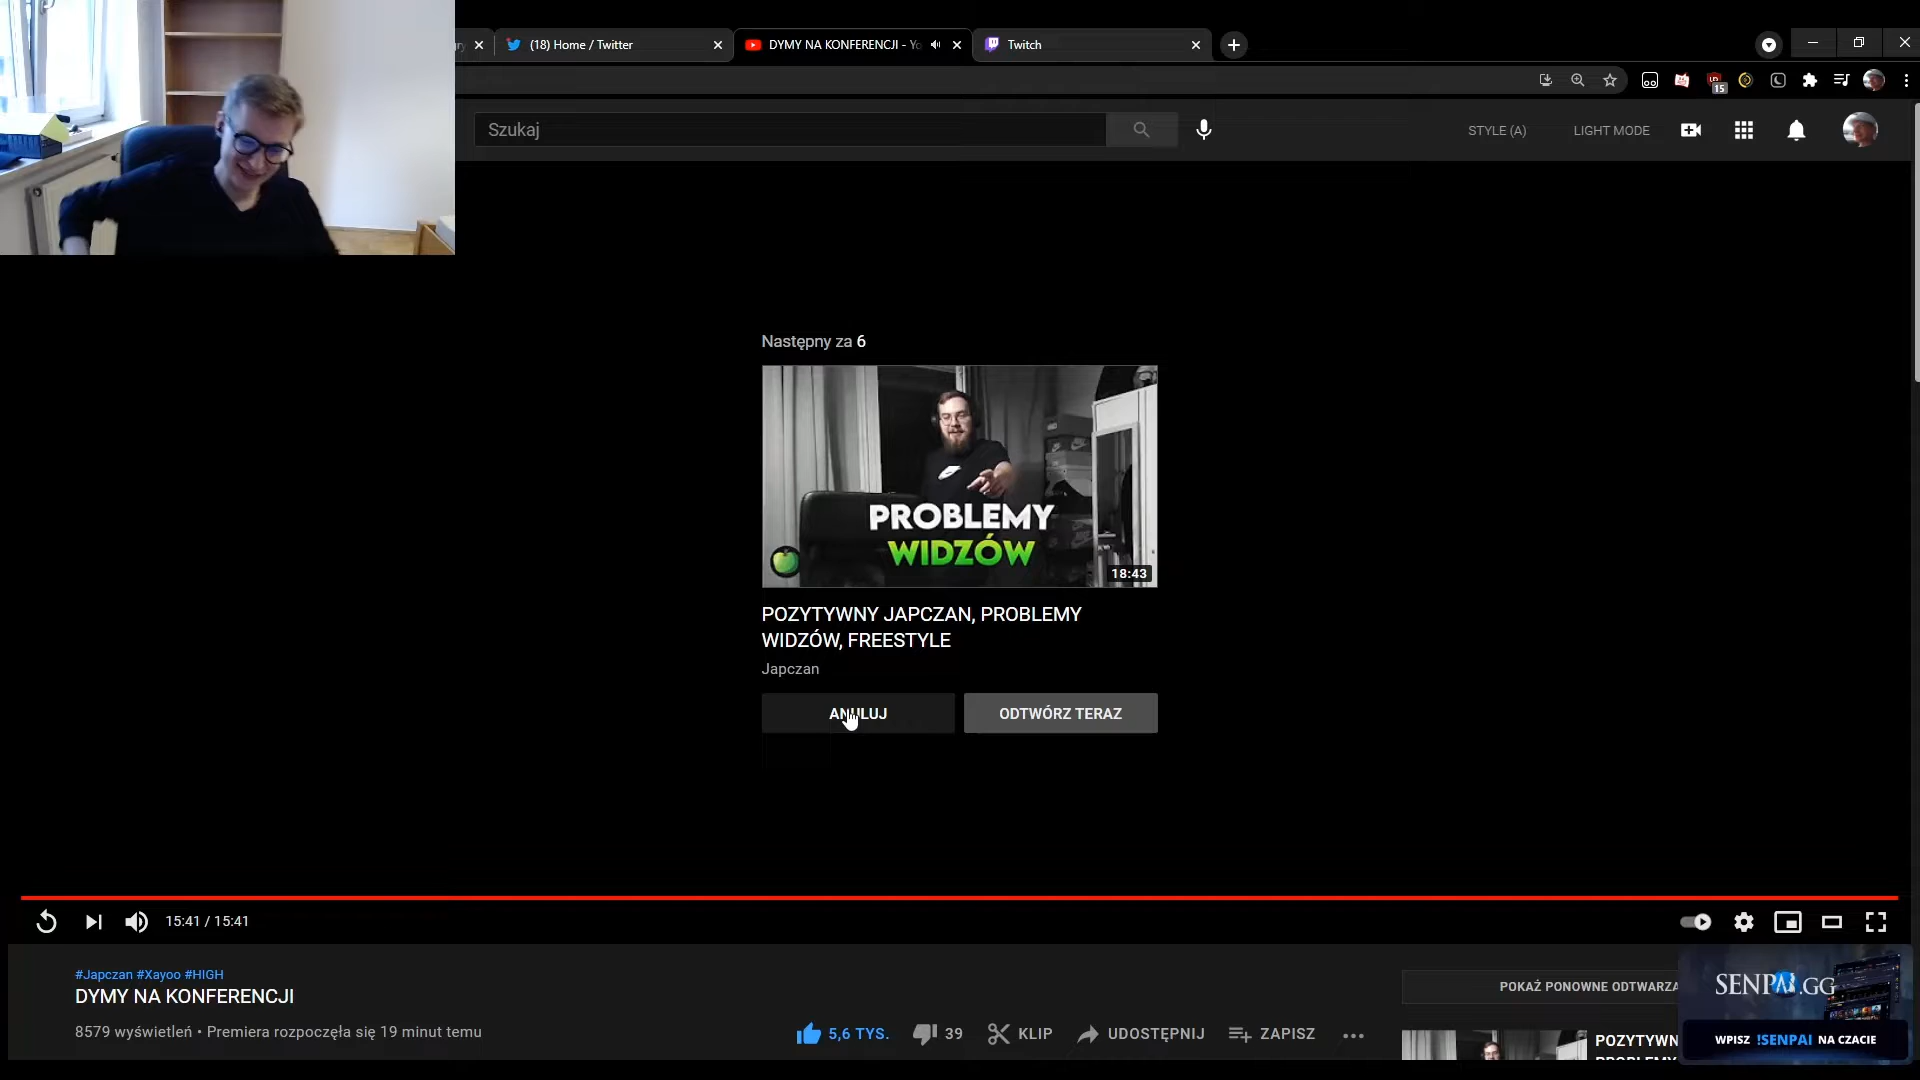 (18) Home / Twitter
DYMY NA KONFERENCJI - Yo
Twitch
15
Szukaj
STYLE (A)
LIGHT MODE
Następny za 6
PROBLEMY
WIDZÓW
18:43
POZYTYWNY JAPCZAN, PROBLEMY
WIDZÓW, FREESTYLE
Japczan
ANULUJ
ODTWÓRZ TERAZ
15:41 / 15:41
#Japczan #Xayoo #HIGH
DYMY NA KONFERENCJI
8579 wyświetleń • Premiera rozpoczęła się 19 minut temu
5,6 TYS.
39
KLIP
UDOSTĘPNIJ
ZAPISZ
POKAŻ PONOWNE ODTWARZA
POZYTYWN
PROBLEMY
SENPAI.GG
WPISZ !SENPAI NA CZACIE